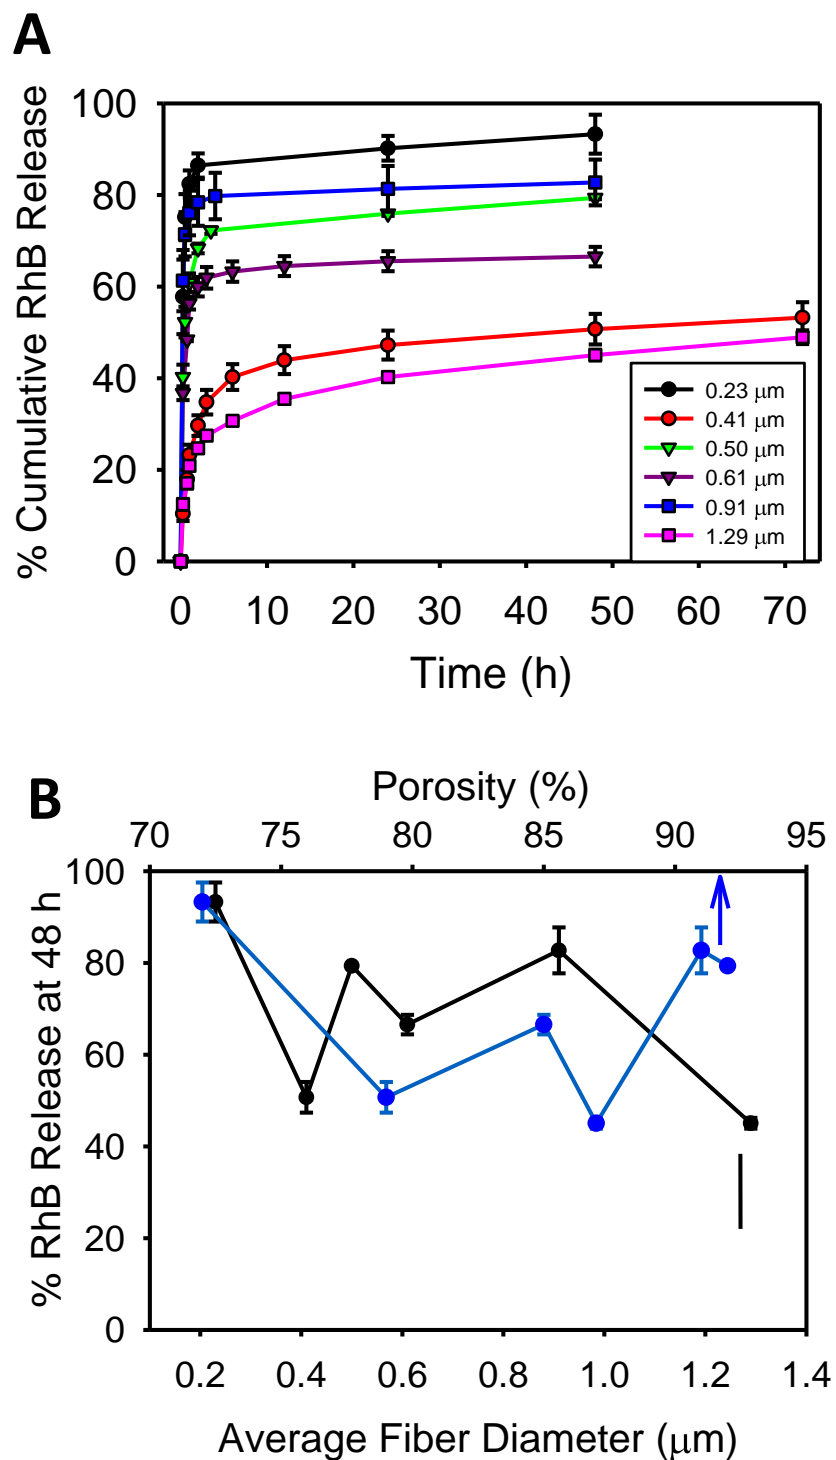 A
% Cumulative RhB Release
100
80
60
40
20
0
0.23 μm
0.41 μm
0.50 μm
0.61 μm
0.91 μm
1.29 μm
0 10 20 30 40 50 60 70
Time (h)
B
Porosity (%)
70 75 80 85 90 95
% RhB Release at 48 h
100
80
60
40
20
0
0.2 0.4 0.6 0.8 1.0 1.2 1.4
Average Fiber Diameter (μm)